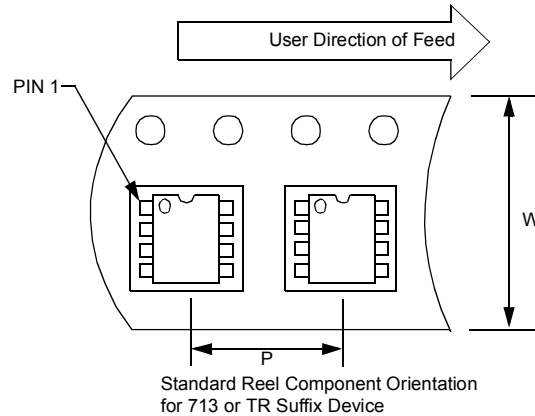 User Direction of Feed
PIN 1
W
P
Standard Reel Component Orientation
for 713 or TR Suffix Device